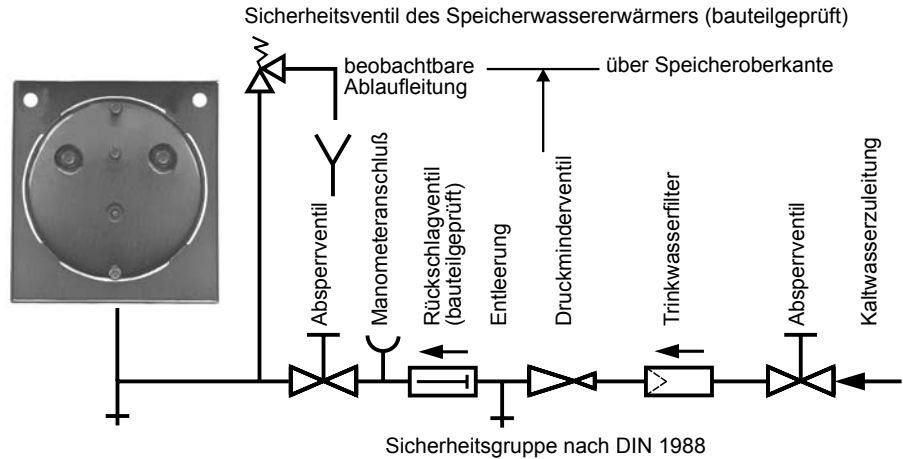 Sicherheitsventil des Speicherwassererwärmers (bauteilgeprüft)
beobachtbare
Ablaufleitung
über Speicheroberkante
Absperrventil
Manometeranschluß
Rückschlagventil
(bauteilgeprüft)
Entleerung
Druckminderventil
Trinkwasserfilter
Absperrventil
Kaltwasserzuleitung
Sicherheitsgruppe nach DIN 1988